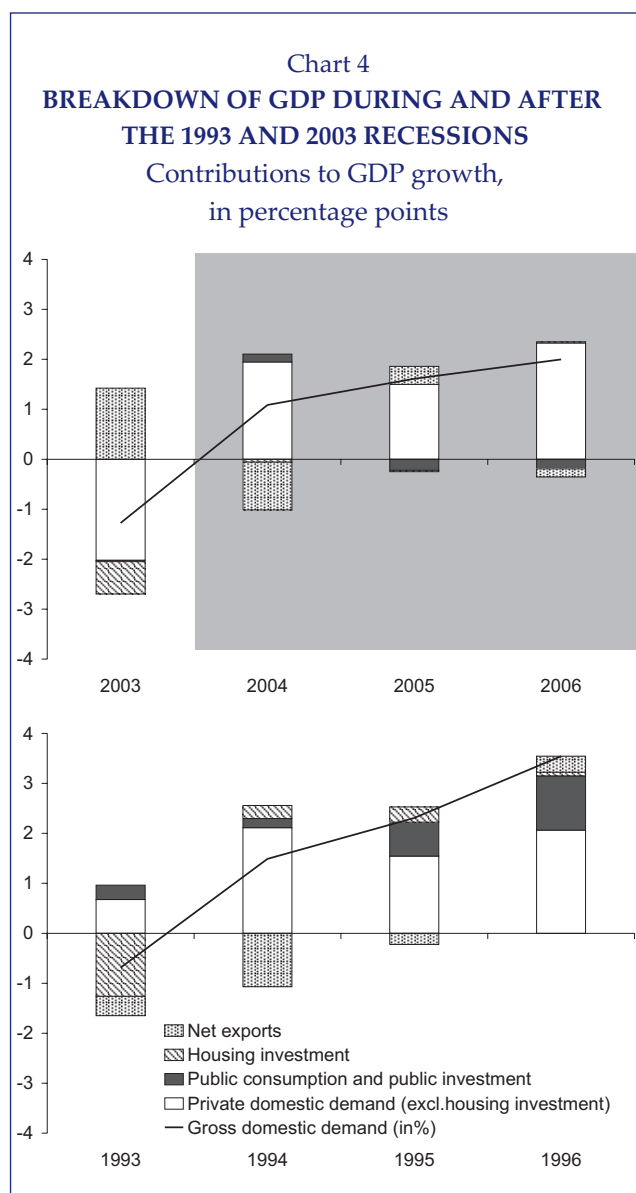 Chart 4
BREAKDOWN OF GDP DURING AND AFTER
THE 1993 AND 2003 RECESSIONS
Contributions to GDP growth,
in percentage points
4
3
2
1
0
-1
-2
-3
-4
2003 2004 2005 2006
4
3
2
1
0
-1
-2
-3
-4
Net exports
Housing investment
Public consumption and public investment
Private domestic demand (excl.housing investment)
Gross domestic demand (in%)
1993 1994 1995 1996